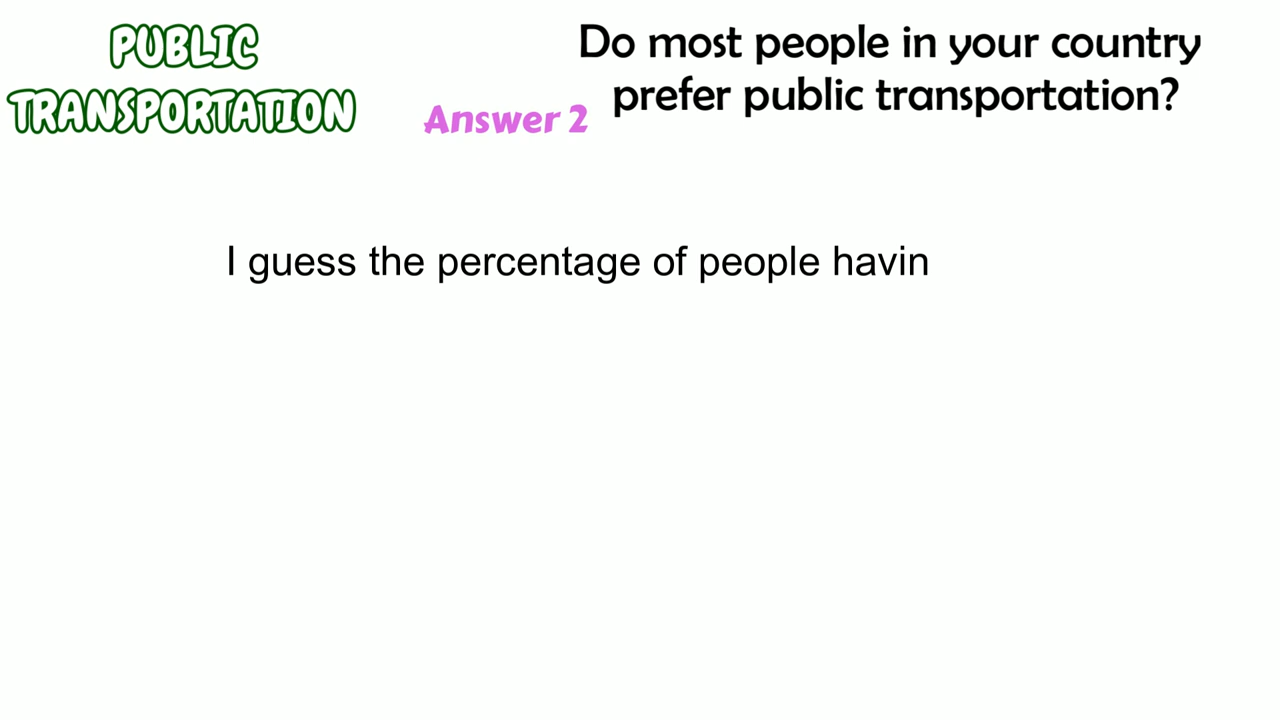 PUBLIC
TRANSPORTATION
Do most people in your country
prefer public transportation?
Answer 2
I guess the percentage of people havin